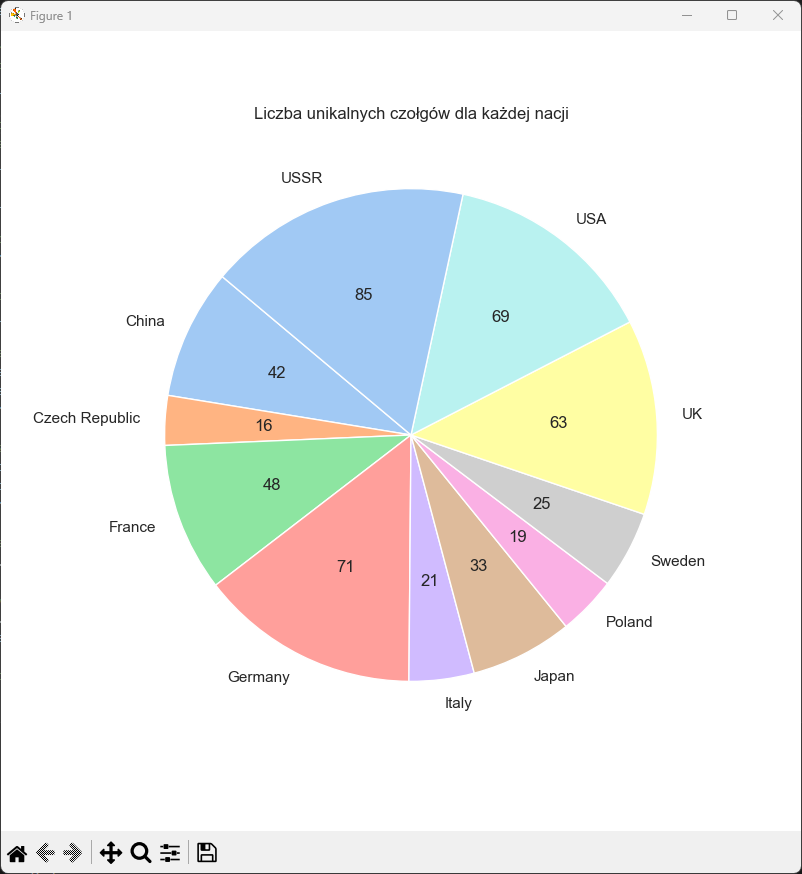 Figure 1
Liczba unikalnych czołgów dla każdej nacji
USSR
USA
85
69
China
42
UK
63
Czech Republic
16
France
48
25
Sweden
19
Poland
71
21
33
Germany
Italy
Japan